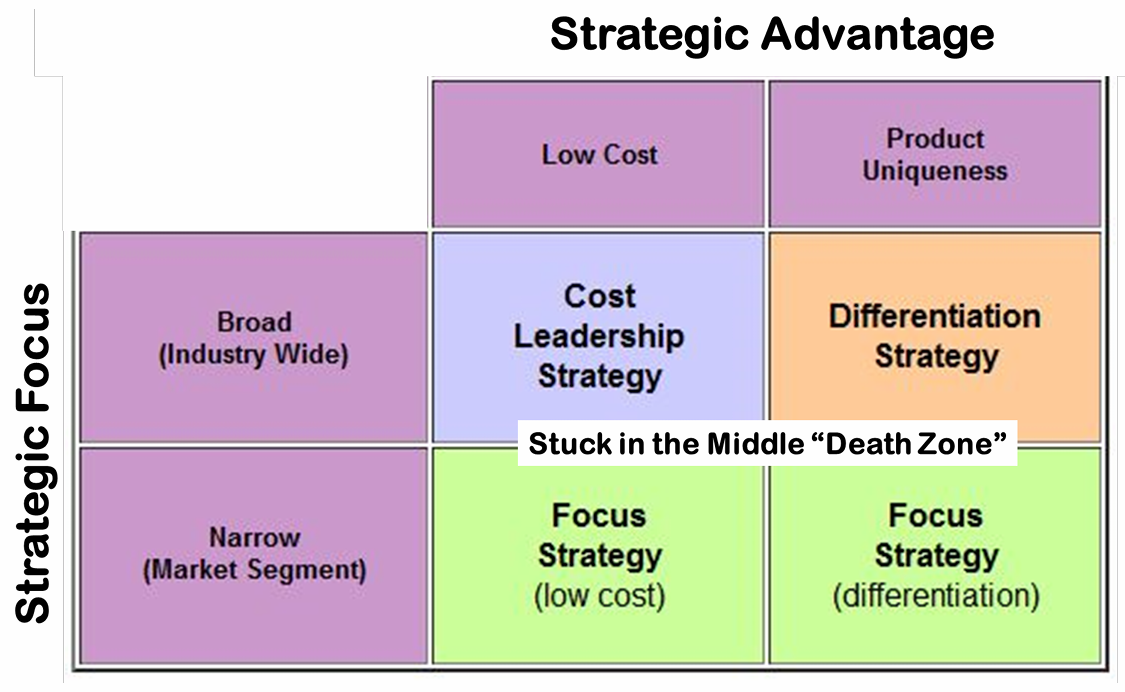 Strategic Advantage
Low Cost
Product
Uniqueness
Strategic Focus
Broad
(Industry Wide)
Cost
Leadership
Strategy
Differentiation
Strategy
Stuck in the Middle “Death Zone”
Narrow
(Market Segment)
Focus
Strategy
(low cost)
Focus
Strategy
(differentiation)